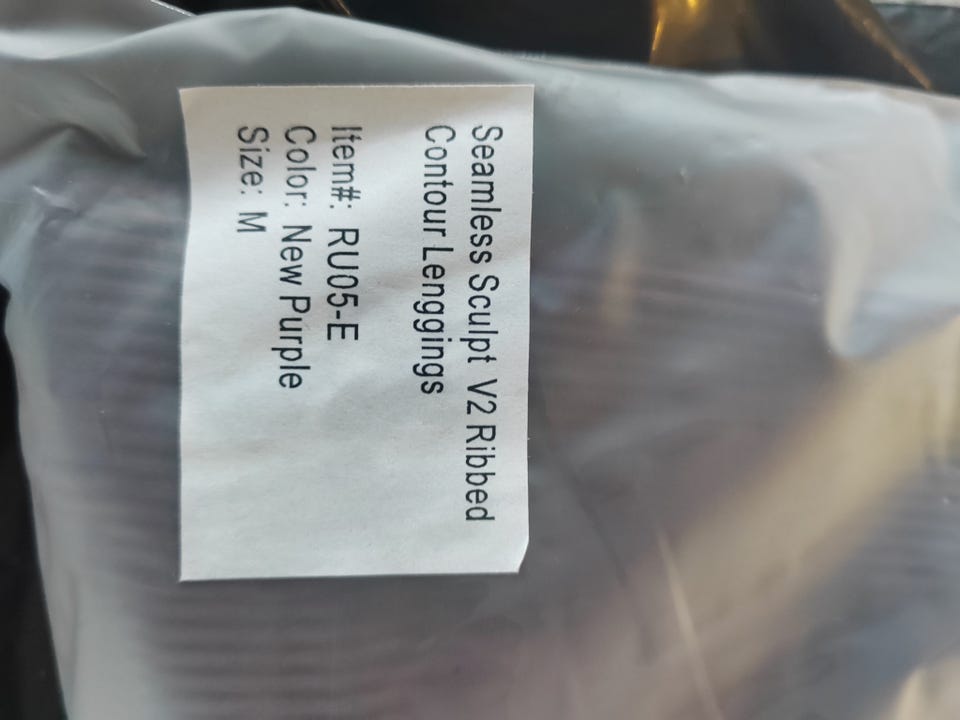 Seamless Sculpt V2 Ribbed
Contour Lenggings
Item#: RU05-E
Color: New Purple
Size: M